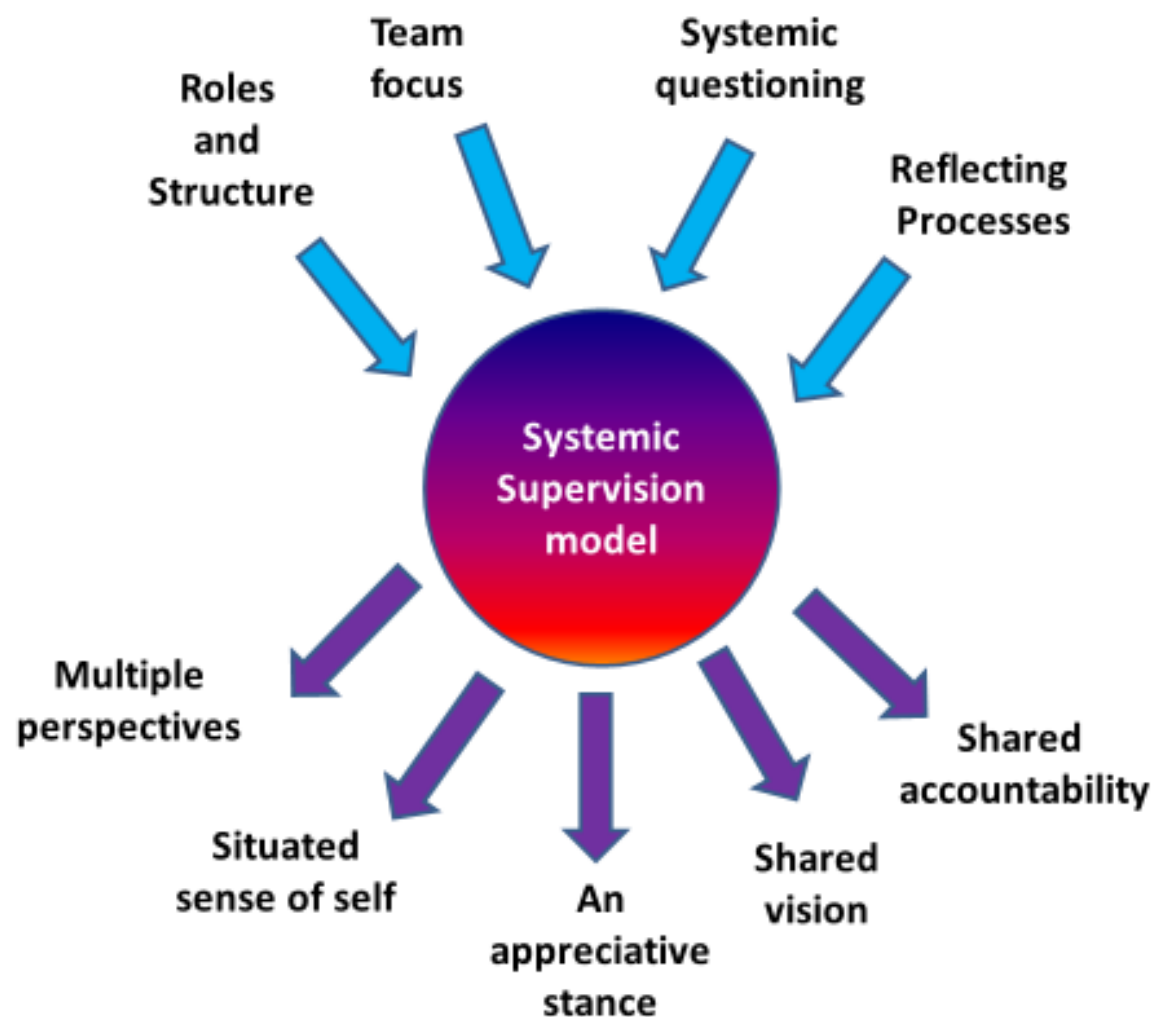 Team
focus
Systemic
questioning
Roles
and
Structure
Reflecting
Processes
Systemic
Supervision
model
Multiple
perspectives
Situated
sense of self
An
appreciative
stance
Shared
vision
Shared
accountability